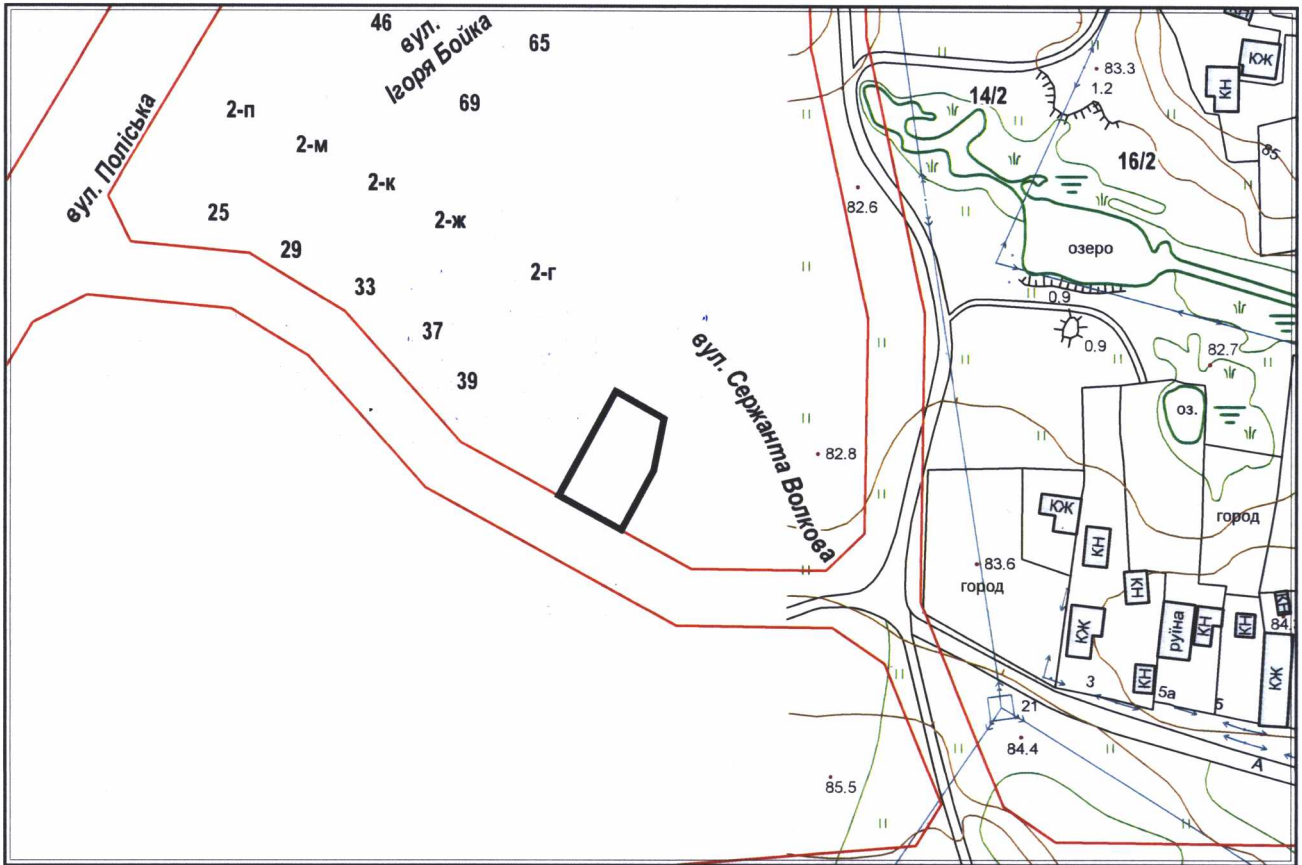 46
вул.
Ігоря Бойка
65
69
вул. Поліська
2-п
2-м
2-к
2-ж
2-г
25
29
33
37
39
вул. Сержанта Волкова
14/2
83.3
1.2
КН
КЖ
16/2
85
82.6
озеро
0.9
0.9
82.7
оз.
82.8
город
КЖ
КН
83.6
город
КН
КЖ
руїна
КН
КН
КН
84.
КН
КЖ
3
5а
5
21
84.4
А
85.5